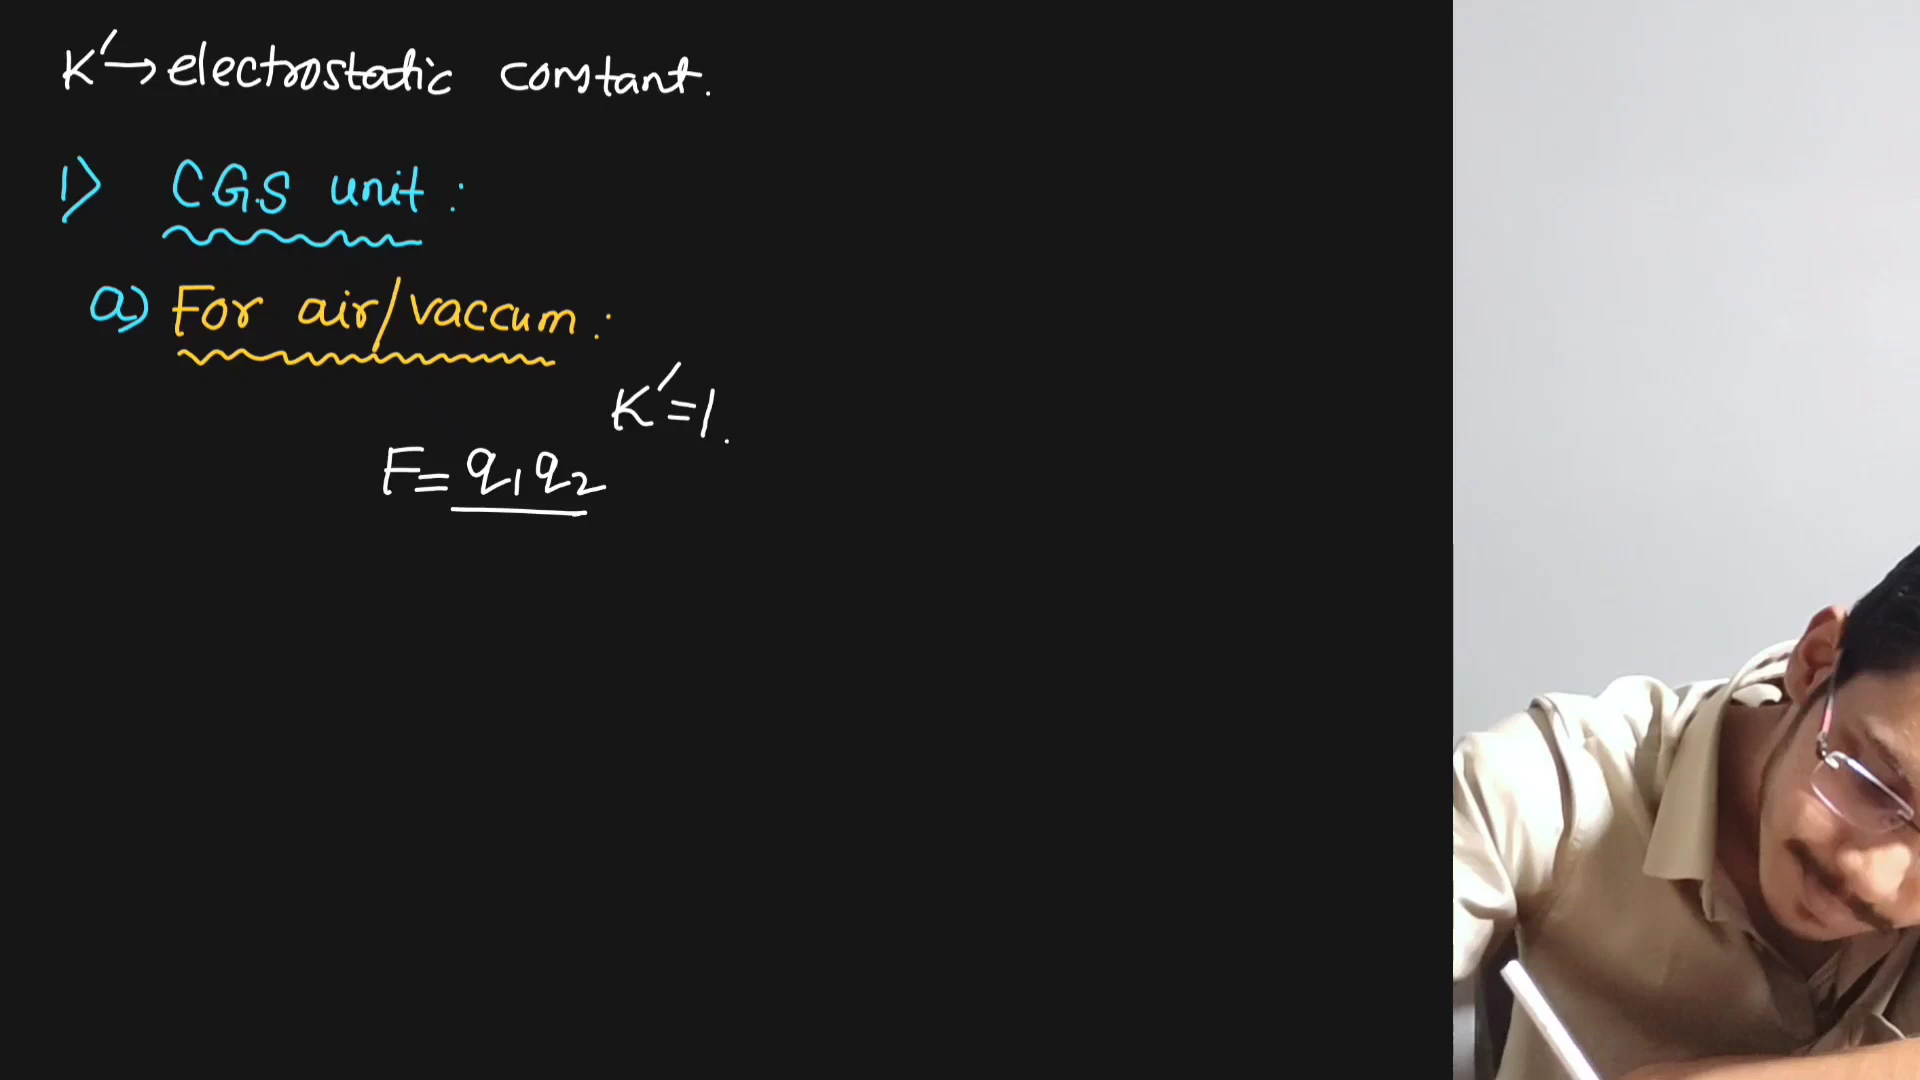 K' → electrostatic constant.
1) CGS unit :
a) For air/vaccum :
K' = 1.
F = q₁q₂